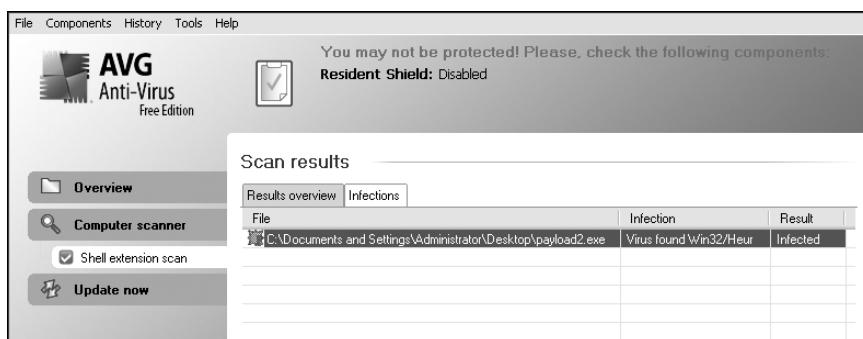 File Components History Tools Help
AVG
Anti-Virus
Free Edition
You may not be protected! Please, check the following components:
Resident Shield: Disabled
Scan results
Overview
Computer scanner
Shell extension scan
Update now
Results overview Infections
File Infection Result
C:\Documents and Settings\Administrator\Desktop\payload2.exe Virus found Win32/Heur Infected